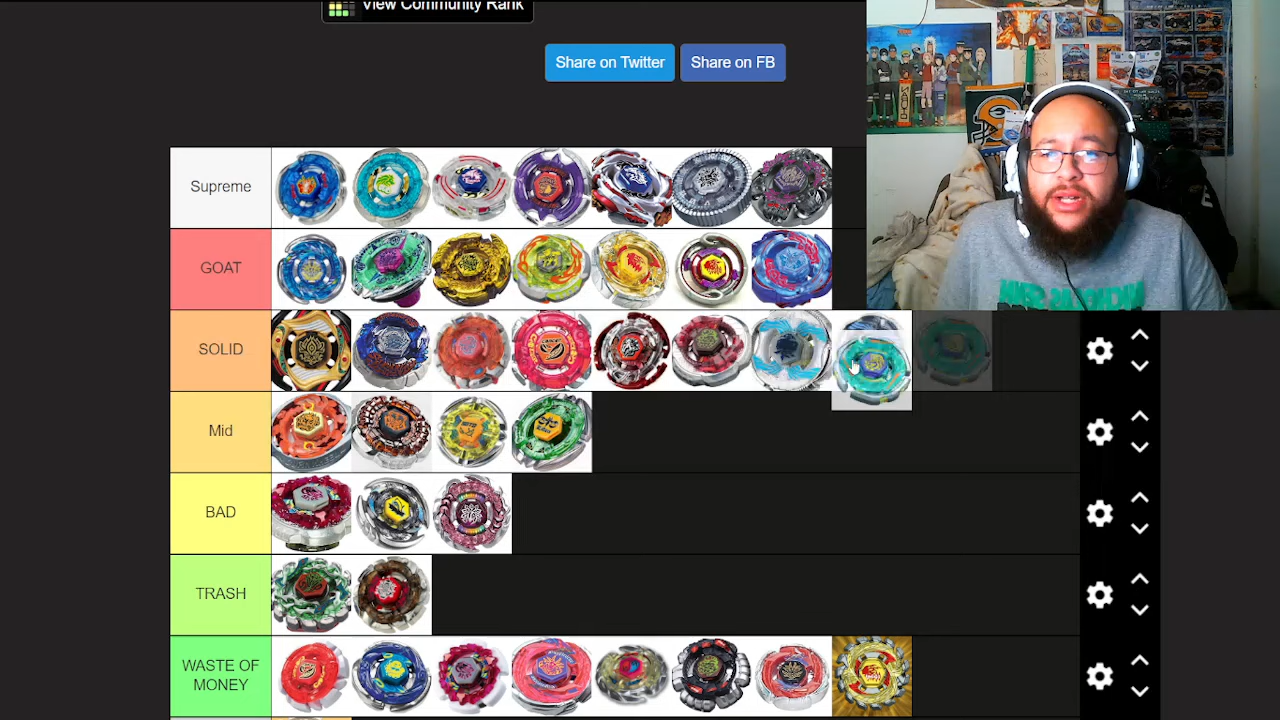 View Community Rank
Share on Twitter
Share on FB
Supreme
GOAT
SOLID
Mid
BAD
TRASH
WASTE OF
MONEY